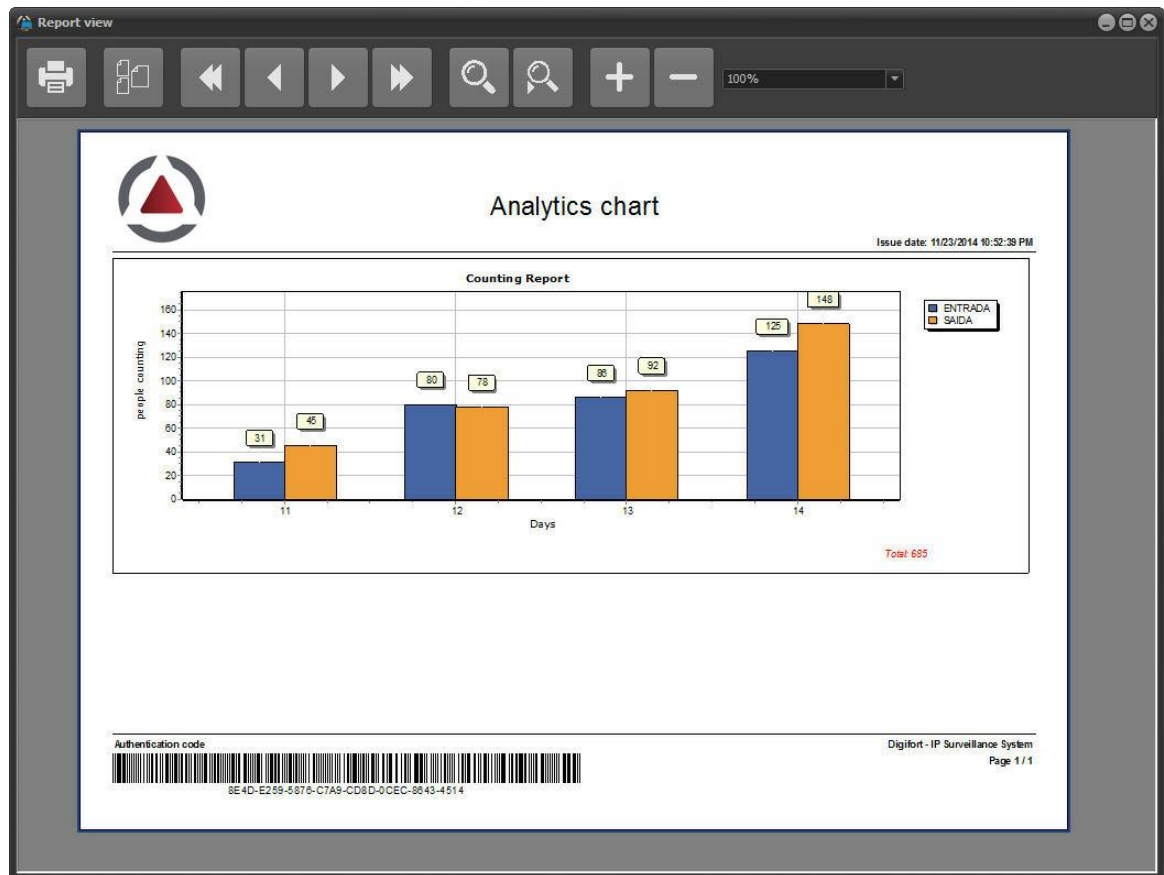 Report view
100%
Analytics chart
Issue date: 11/23/2014 10:52:39 PM
Counting Report
people counting
160
140
120
100
80
60
40
20
0
31
45
80
78
86
92
125
148
11
12
13
14
Days
ENTRADA
SAIDA
Total: 685
Authentication code
8E4D-E259-5876-C7A9-CD8D-0CEC-8643-4514
Digifort - IP Surveillance System
Page 1 / 1